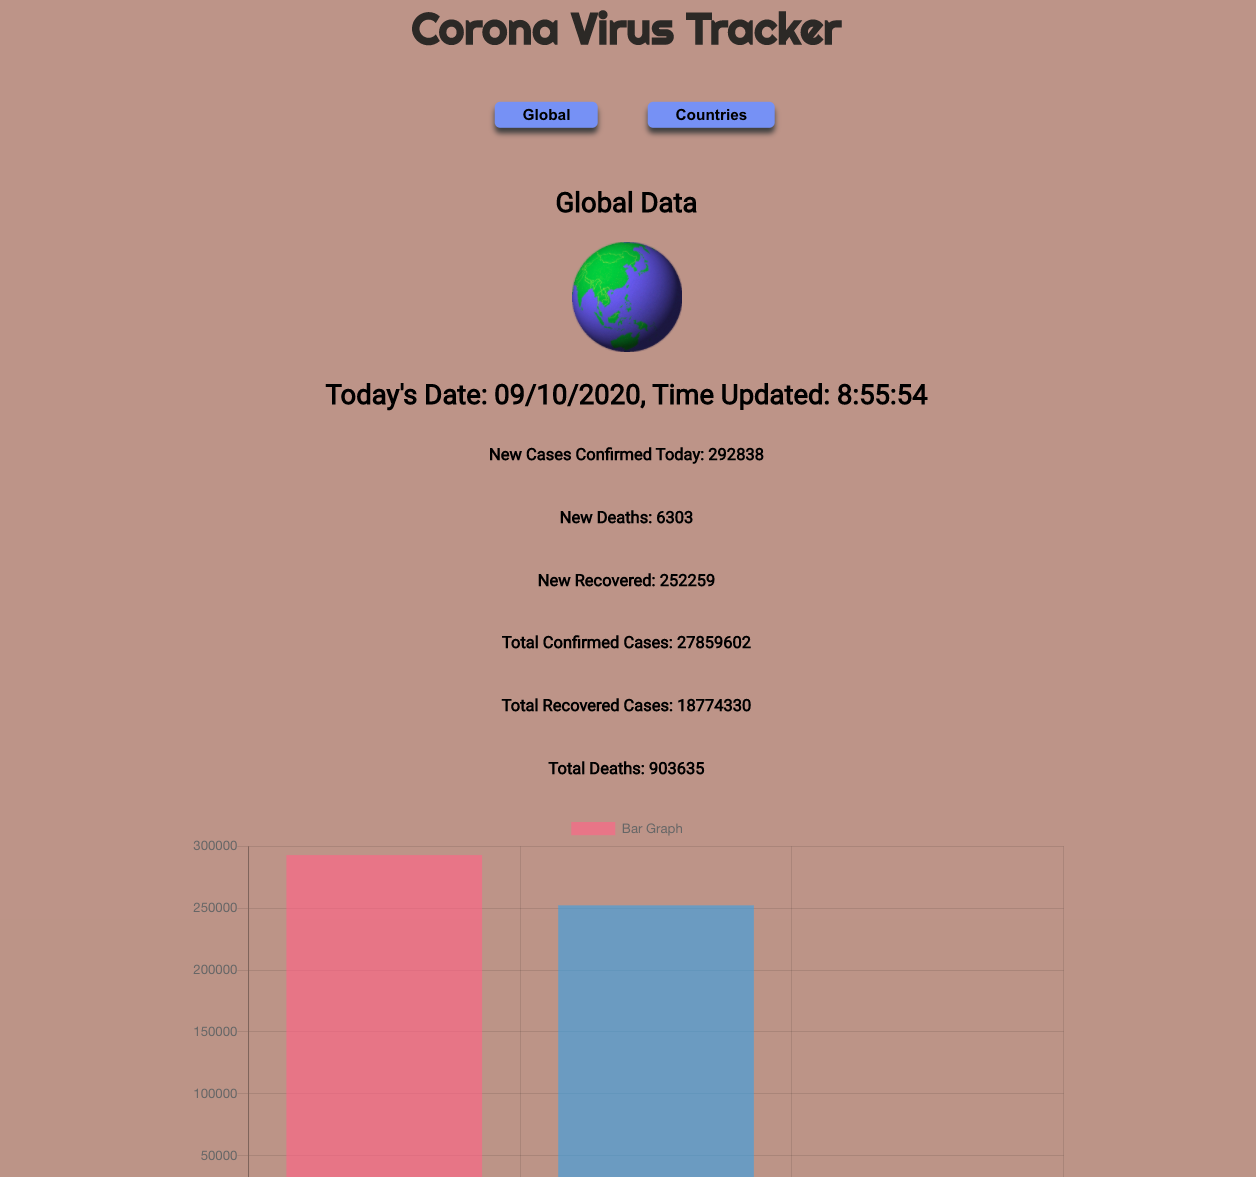 Corona Virus Tracker
Global
Countries
Global Data
Today's Date: 09/10/2020, Time Updated: 8:55:54
New Cases Confirmed Today: 292838
New Deaths: 6303
New Recovered: 252259
Total Confirmed Cases: 27859602
Total Recovered Cases: 18774330
Total Deaths: 903635
Bar Graph
300000
250000
200000
150000
100000
50000